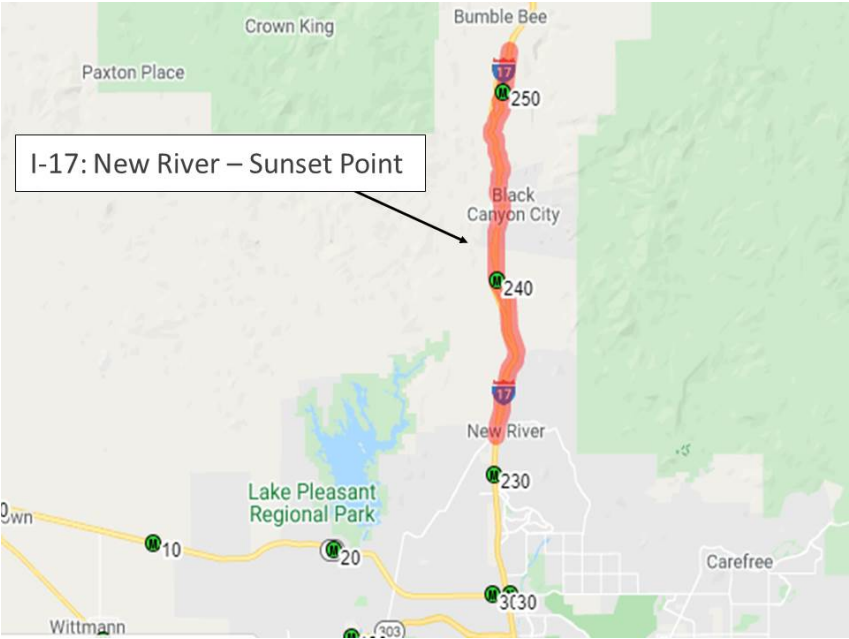 Bumble Bee
Crown King
Paxton Place
17
250
I-17: New River – Sunset Point
Black
Canyon City
240
17
New River
230
Lake Pleasant
Regional Park
10
20
Carefree
30
Wittmann
303